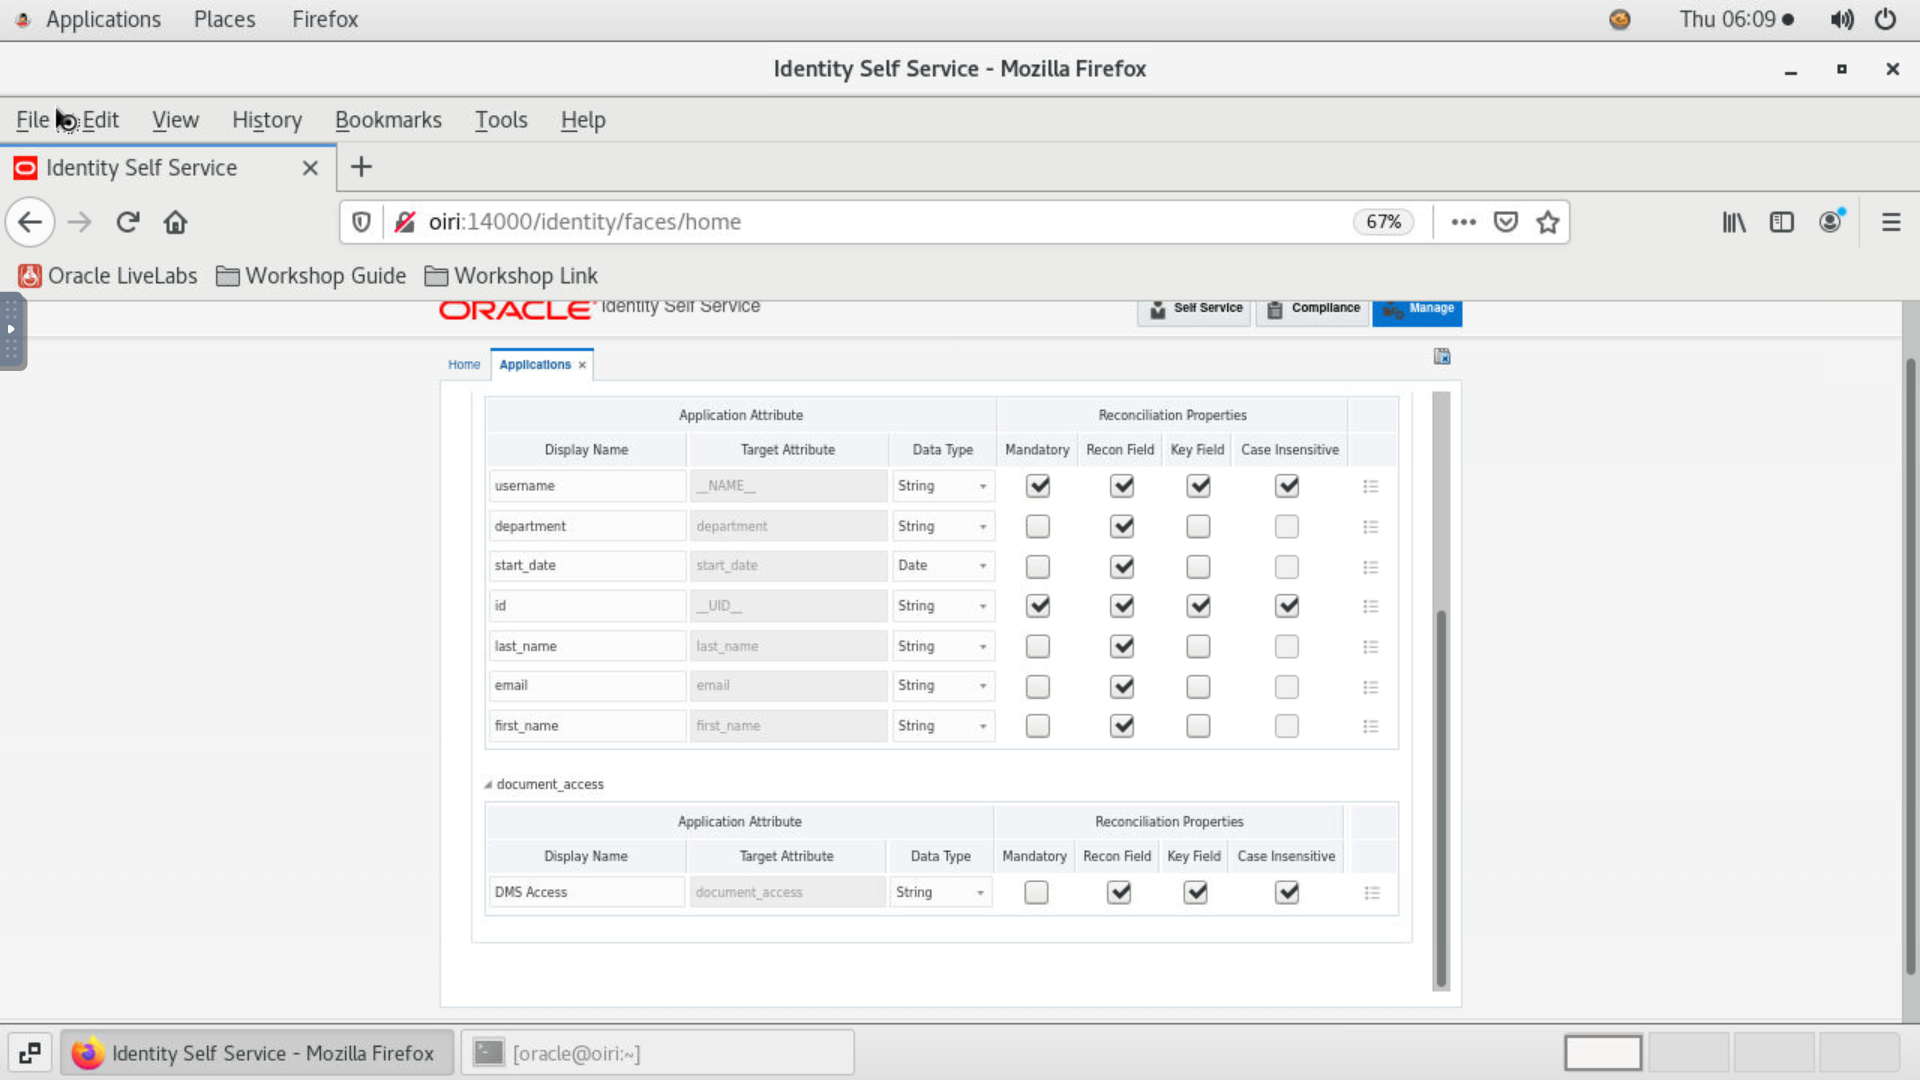 Applications Places Firefox Thu 06:09
Identity Self Service - Mozilla Firefox
File Edit View History Bookmarks Tools Help
Identity Self Service
oiri:14000/identity/faces/home 67%
Oracle LiveLabs Workshop Guide Workshop Link
ORACLE Identity Self Service Self Service Compliance Manage
Home Applications
Application Attribute Reconciliation Properties
Display Name Target Attribute Data Type Mandatory Recon Field Key Field Case Insensitive
username __NAME__ String
department department String
start_date start_date Date
id __UID__ String
last_name last_name String
email email String
first_name first_name String
document_access
Application Attribute Reconciliation Properties
Display Name Target Attribute Data Type Mandatory Recon Field Key Field Case Insensitive
DMS Access document_access String
Identity Self Service - Mozilla Firefox [oracle@oiri:~]